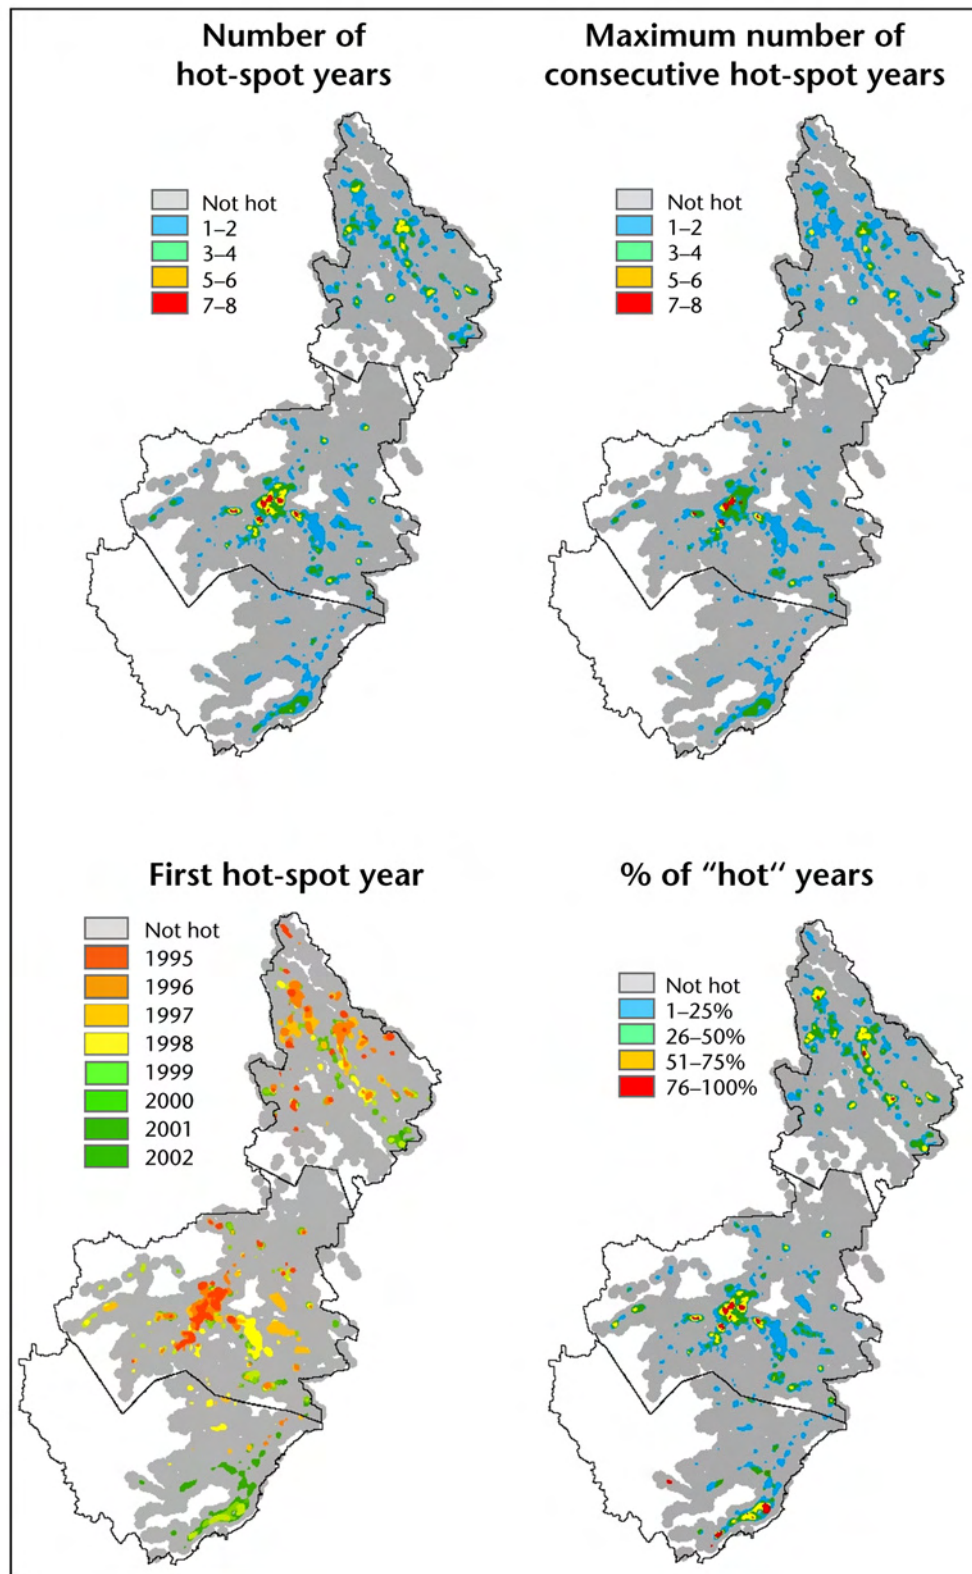 Number of
hot-spot years
Not hot
1–2
3–4
5–6
7–8
Maximum number of
consecutive hot-spot years
Not hot
1–2
3–4
5–6
7–8
First hot-spot year
Not hot
1995
1996
1997
1998
1999
2000
2001
2002
% of “hot“ years
Not hot
1–25%
26–50%
51–75%
76–100%